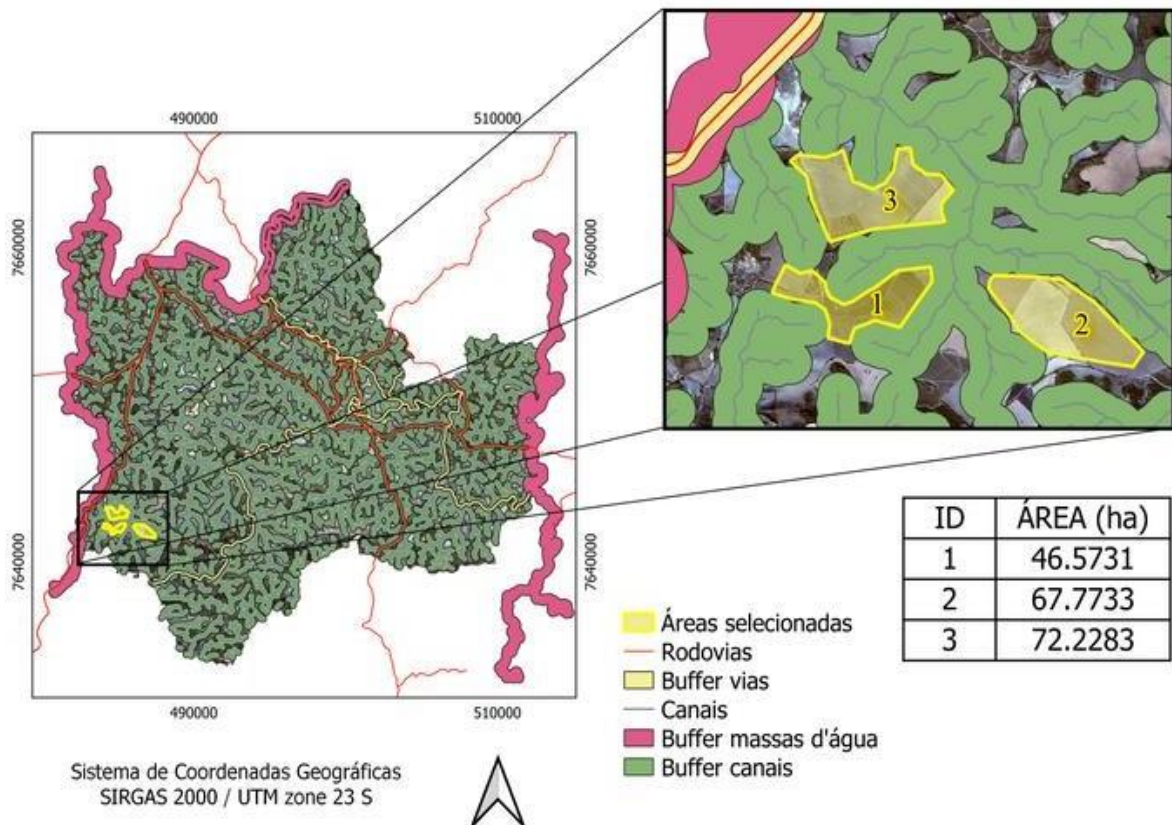 490000
510000
7660000
7660000
7640000
7640000
490000
510000
3
1
2
ID ÁREA (ha)
1 46.5731
2 67.7733
3 72.2283
Áreas selecionadas
Rodovias
Buffer vias
Canais
Buffer massas d'água
Buffer canais
Sistema de Coordenadas Geográficas
SIRGAS 2000 / UTM zone 23 S